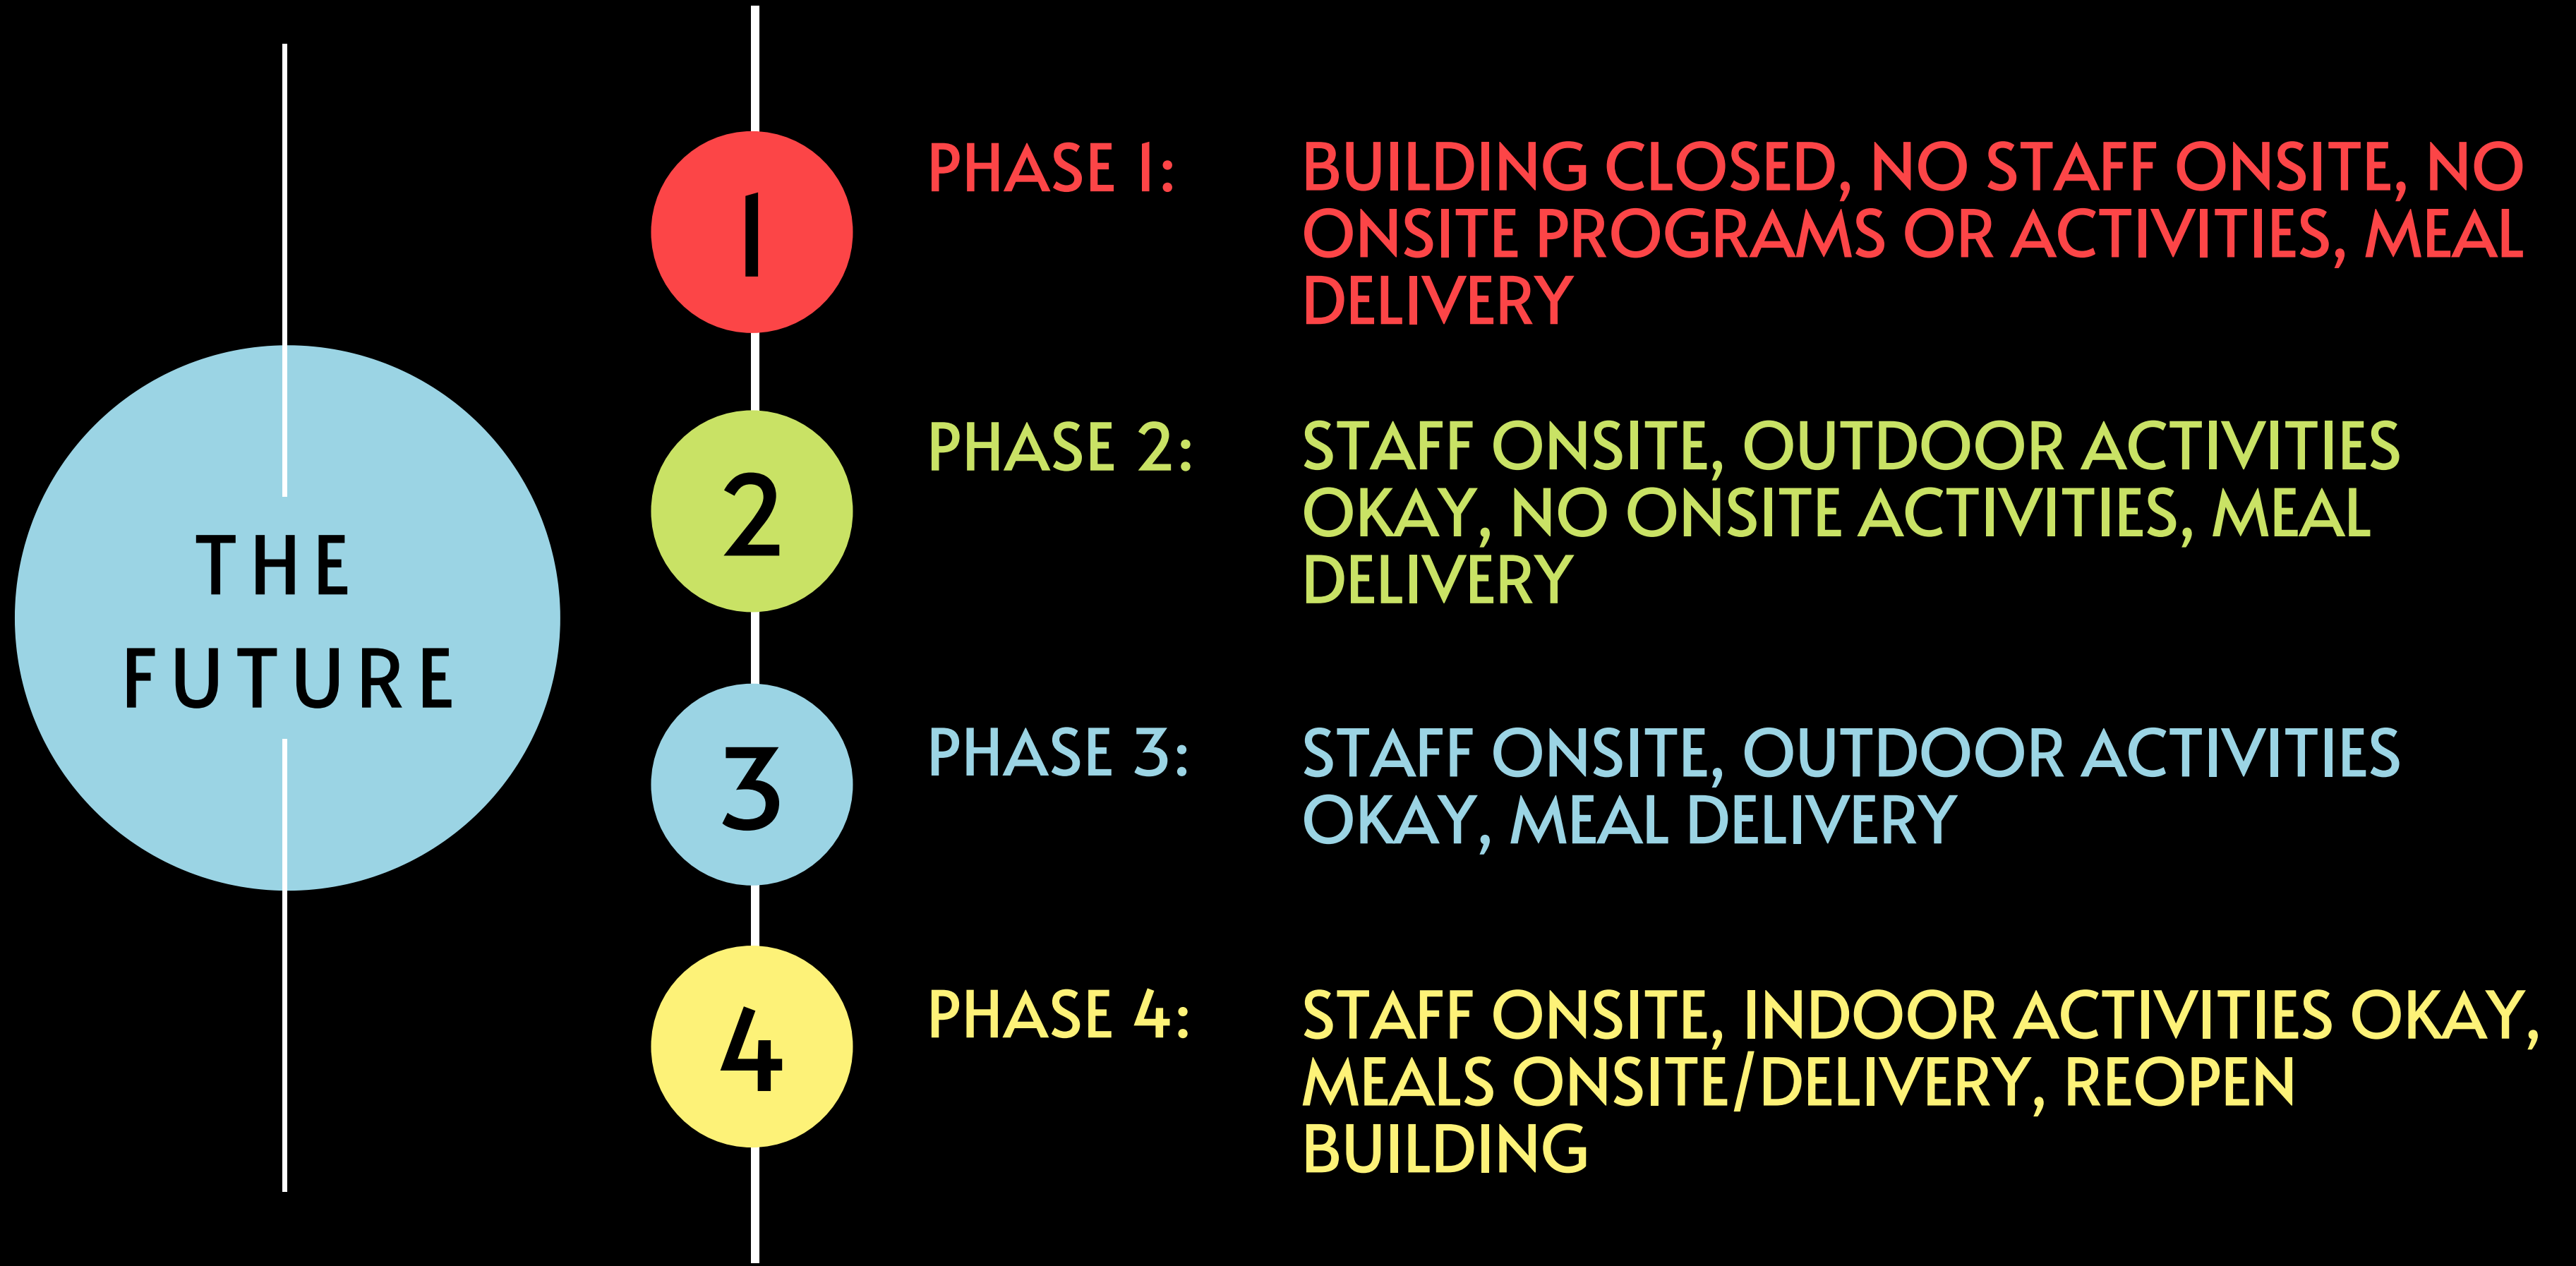 THE
FUTURE
1
PHASE 1:
BUILDING CLOSED, NO STAFF ONSITE, NO
ONSITE PROGRAMS OR ACTIVITIES, MEAL
DELIVERY
2
PHASE 2:
STAFF ONSITE, OUTDOOR ACTIVITIES
OKAY, NO ONSITE ACTIVITIES, MEAL
DELIVERY
3
PHASE 3:
STAFF ONSITE, OUTDOOR ACTIVITIES
OKAY, MEAL DELIVERY
4
PHASE 4:
STAFF ONSITE, INDOOR ACTIVITIES OKAY,
MEALS ONSITE/DELIVERY, REOPEN
BUILDING